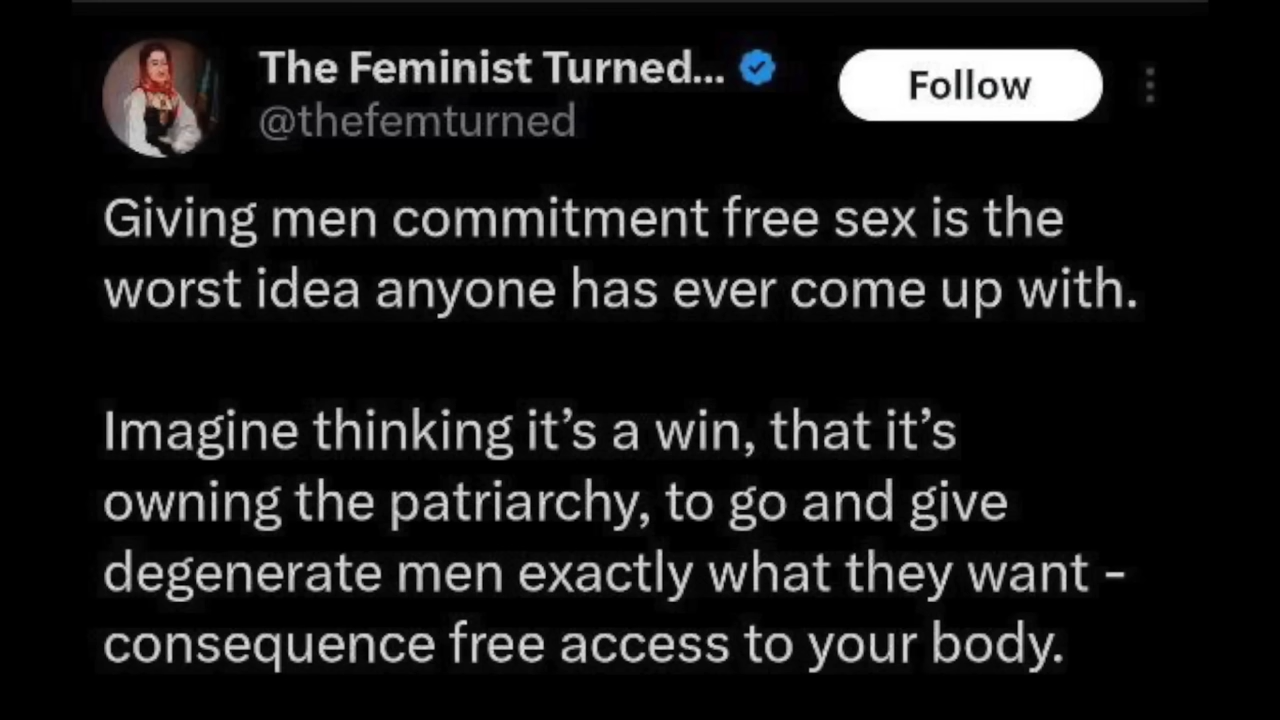 The Feminist Turned...
@thefemturned
Follow
Giving men commitment free sex is the
worst idea anyone has ever come up with.
Imagine thinking it’s a win, that it’s
owning the patriarchy, to go and give
degenerate men exactly what they want -
consequence free access to your body.